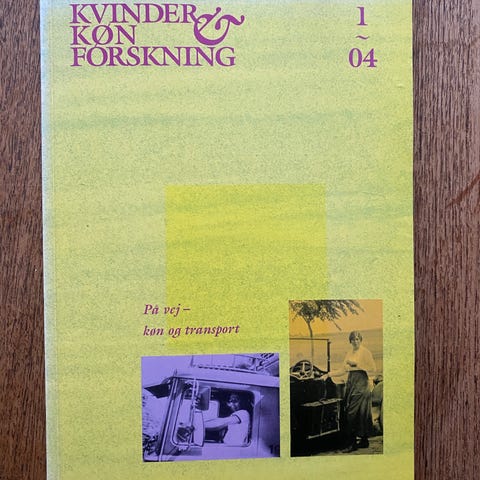 KVINDER &
KØN
FORSKNING
1
~
04
På vej –
køn og transport